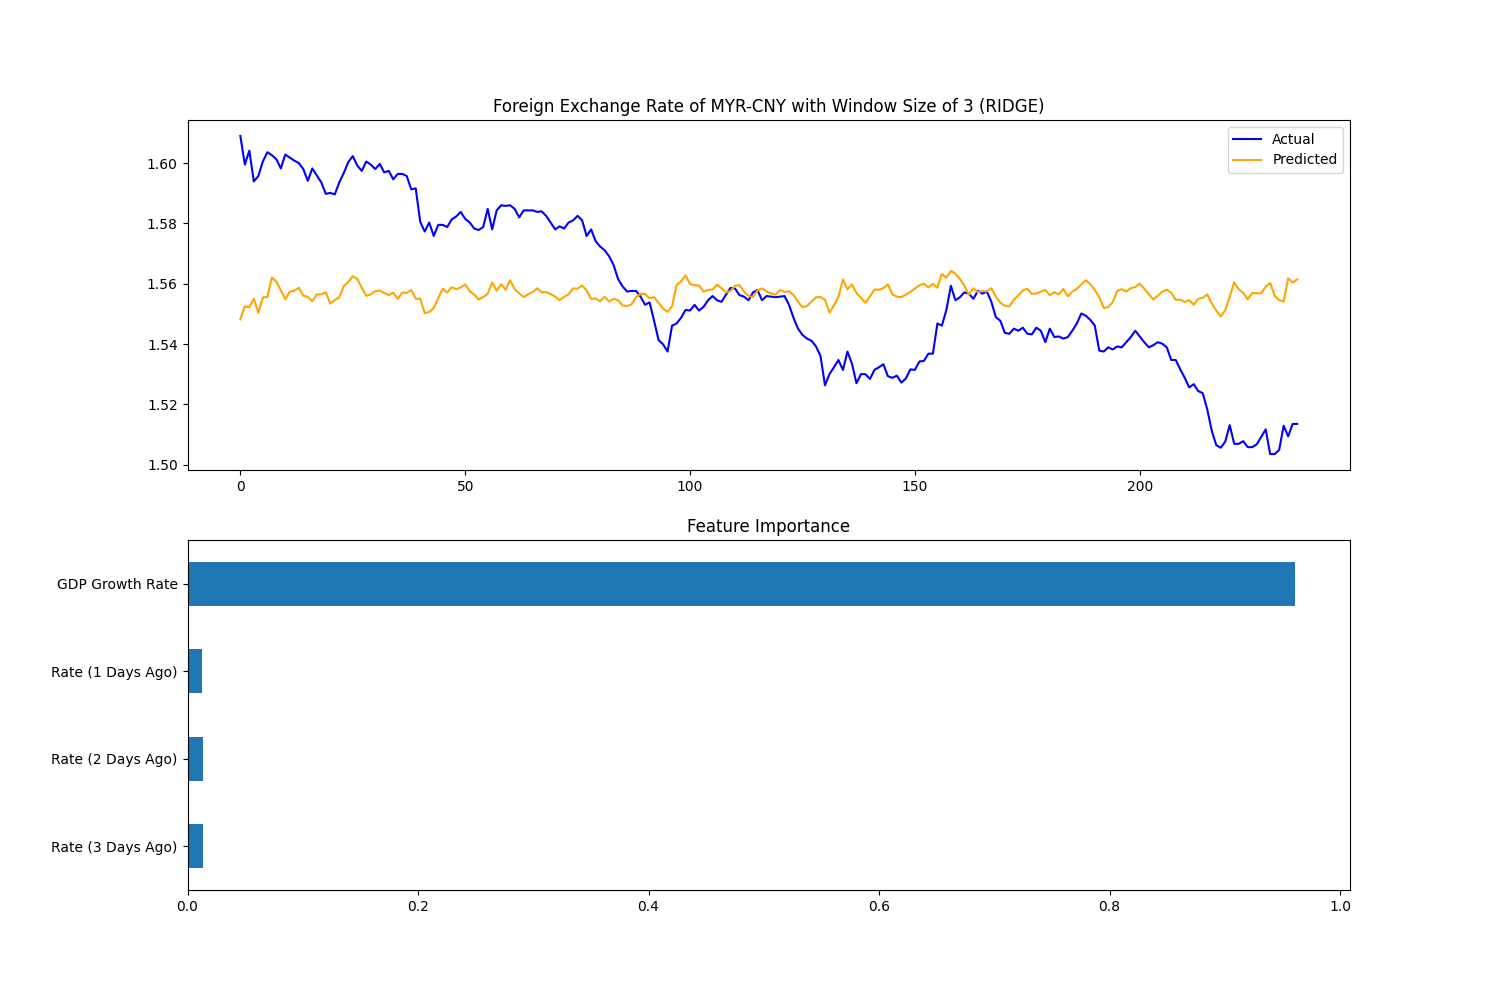 Foreign Exchange Rate of MYR-CNY with Window Size of 3 (RIDGE)
Actual
Predicted
1.60
1.58
1.56
1.54
1.52
1.50
0 50 100 150 200
Feature Importance
GDP Growth Rate
Rate (1 Days Ago)
Rate (2 Days Ago)
Rate (3 Days Ago)
0.0 0.2 0.4 0.6 0.8 1.0